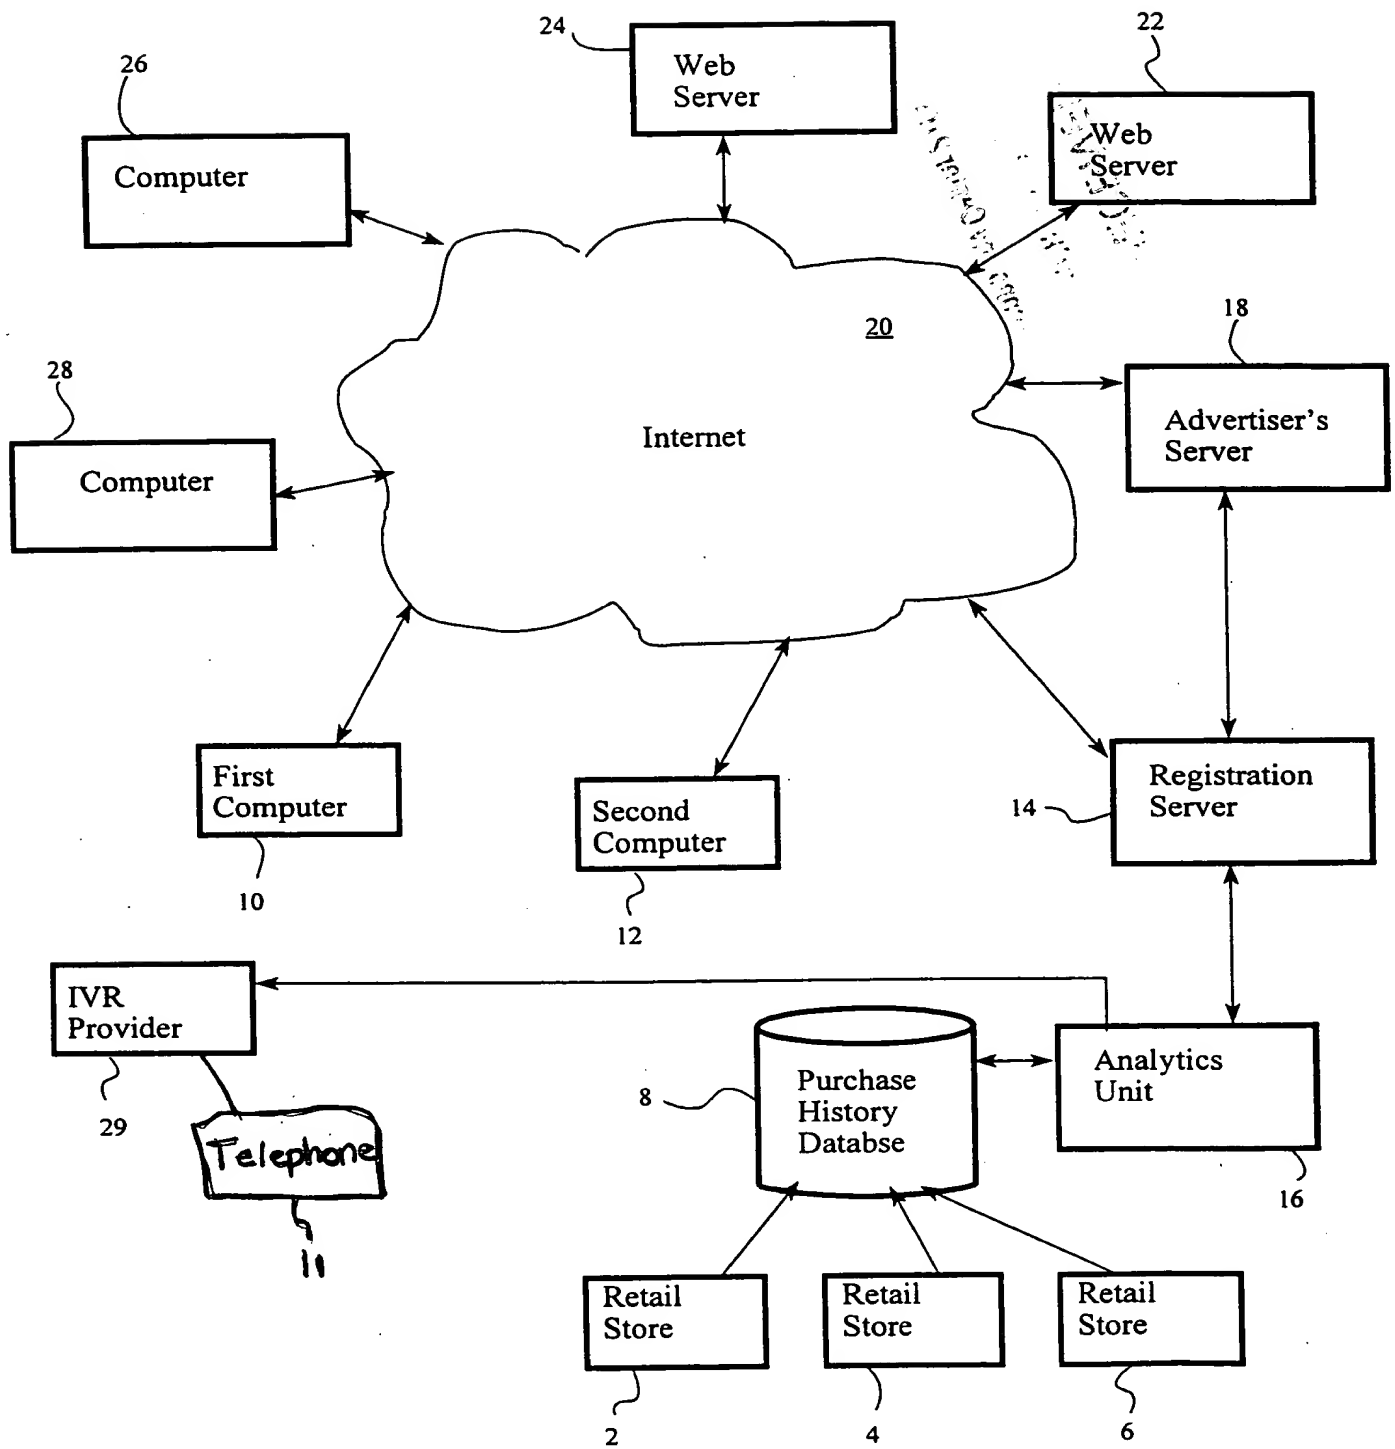 24
Web
Server
22
Web
Server
26
Computer
20
18
Advertiser's
Server
28
Computer
Internet
First
Computer
10
Second
Computer
12
14
Registration
Server
IVR
Provider
29
Telephone
11
8
Purchase
History
Databse
Analytics
Unit
16
Retail
Store
2
Retail
Store
4
Retail
Store
6